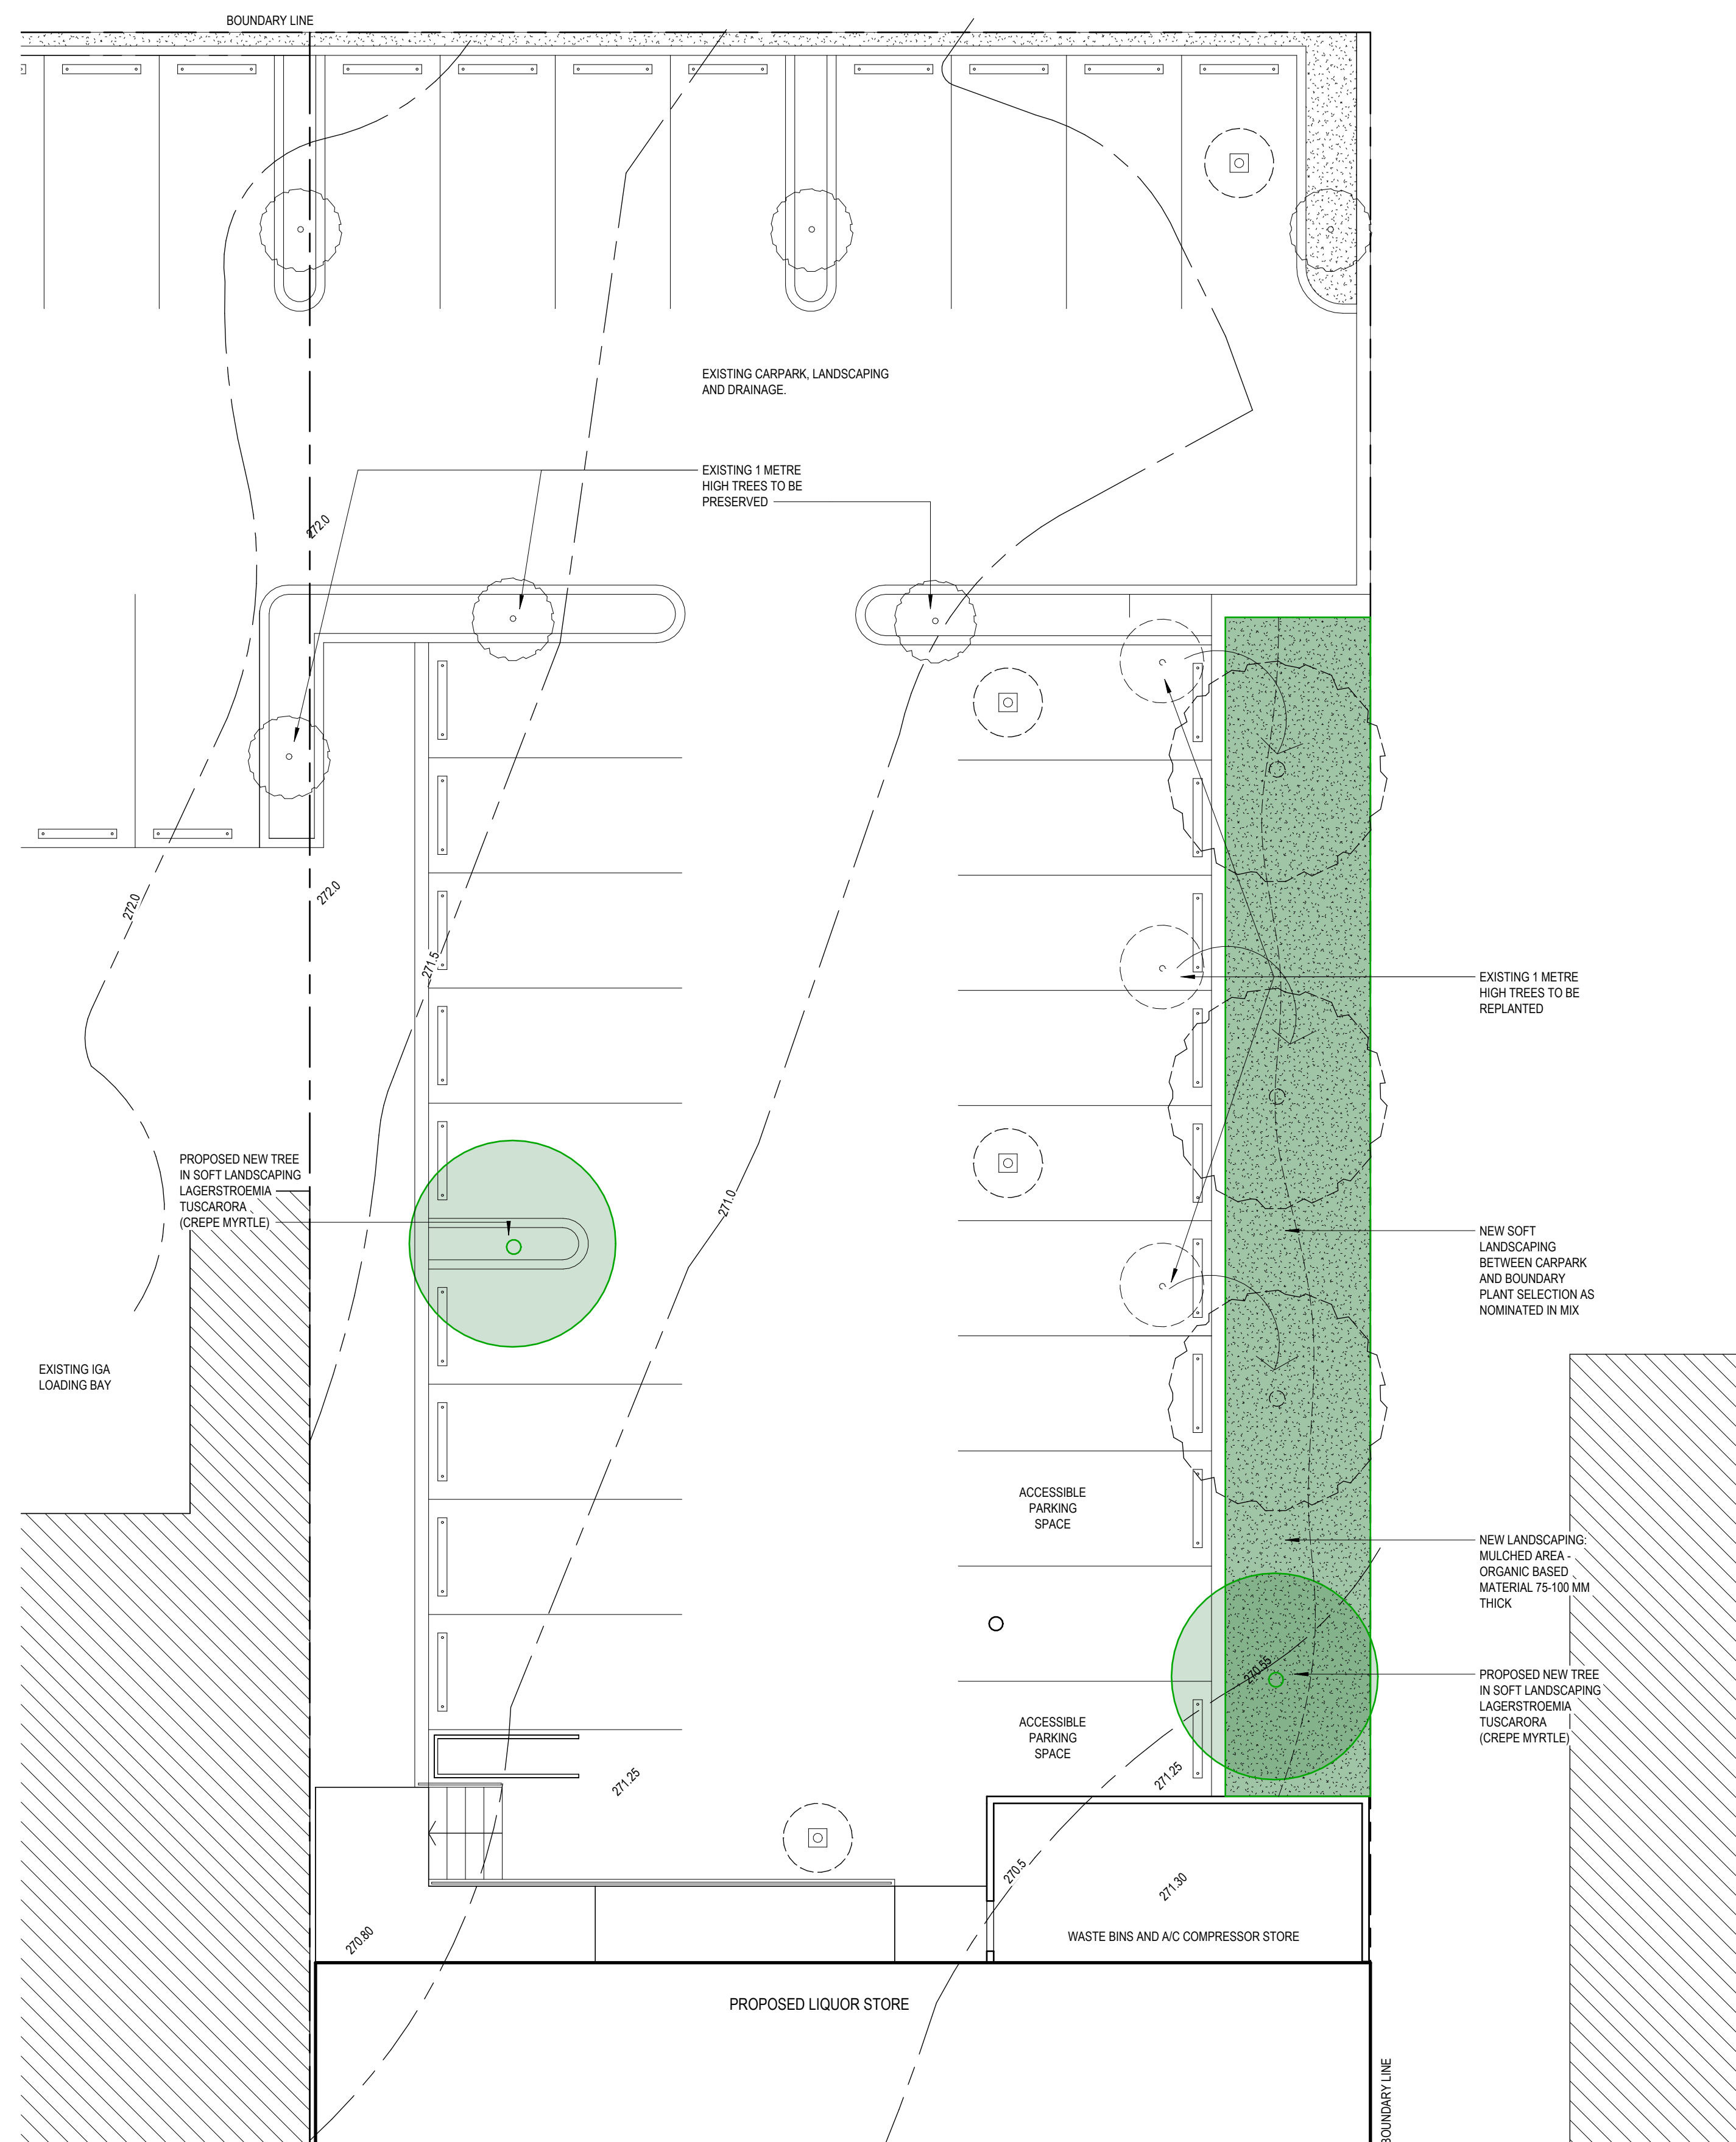 BOUNDARY LINE
EXISTING CARPARK, LANDSCAPING
AND DRAINAGE.
EXISTING 1 METRE
HIGH TREES TO BE
PRESERVED
272.0
272.0
272.0
271.5
EXISTING 1 METRE
HIGH TREES TO BE
REPLANTED
PROPOSED NEW TREE
IN SOFT LANDSCAPING
LAGERSTROEMIA
TUSCARORA
(CREPE MYRTLE)
271.0
NEW SOFT
LANDSCAPING
BETWEEN CARPARK
AND BOUNDARY
PLANT SELECTION AS
NOMINATED IN MIX
EXISTING IGA
LOADING BAY
ACCESSIBLE
PARKING
SPACE
NEW LANDSCAPING:
MULCHED AREA -
ORGANIC BASED
MATERIAL 75-100 MM
THICK
270.55
PROPOSED NEW TREE
IN SOFT LANDSCAPING
LAGERSTROEMIA
TUSCARORA
(CREPE MYRTLE)
ACCESSIBLE
PARKING
SPACE
271.25
271.25
270.5
271.30
270.80
WASTE BINS AND A/C COMPRESSOR STORE
PROPOSED LIQUOR STORE
BOUNDARY LINE